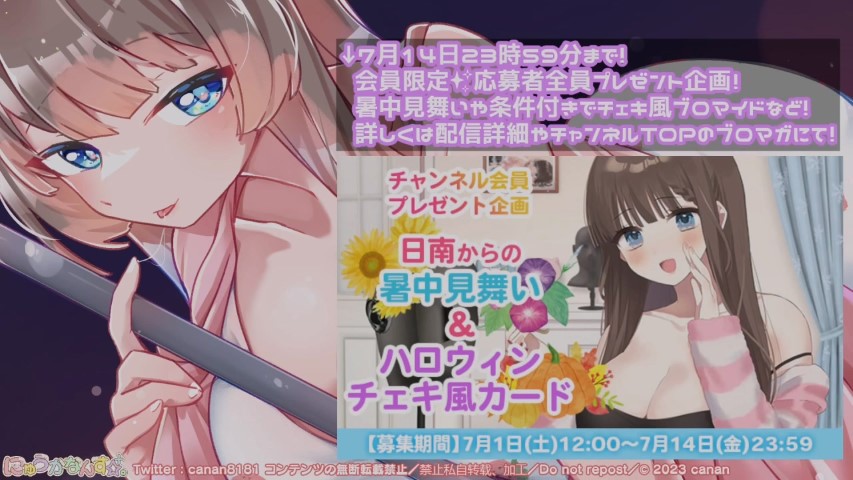 ↓7月14日23時59分まで!
会員限定✨応募者全員プレゼント企画!
暑中見舞いや条件付きでチェキ風ブロマイドなど!
詳しくは配信詳細やチャンネルTOPのブロマガにて!
チャンネル会員
プレゼント企画
日南からの
暑中見舞い
&
ハロウィン
チェキ風カード
【募集期間】7月1日(土)12:00〜7月14日(金)23:59
にゅうかなんす
Twitter:canan8181 コンテンツの無断転載禁止/禁止私自转载、加工/Do not repost/© 2023 canan